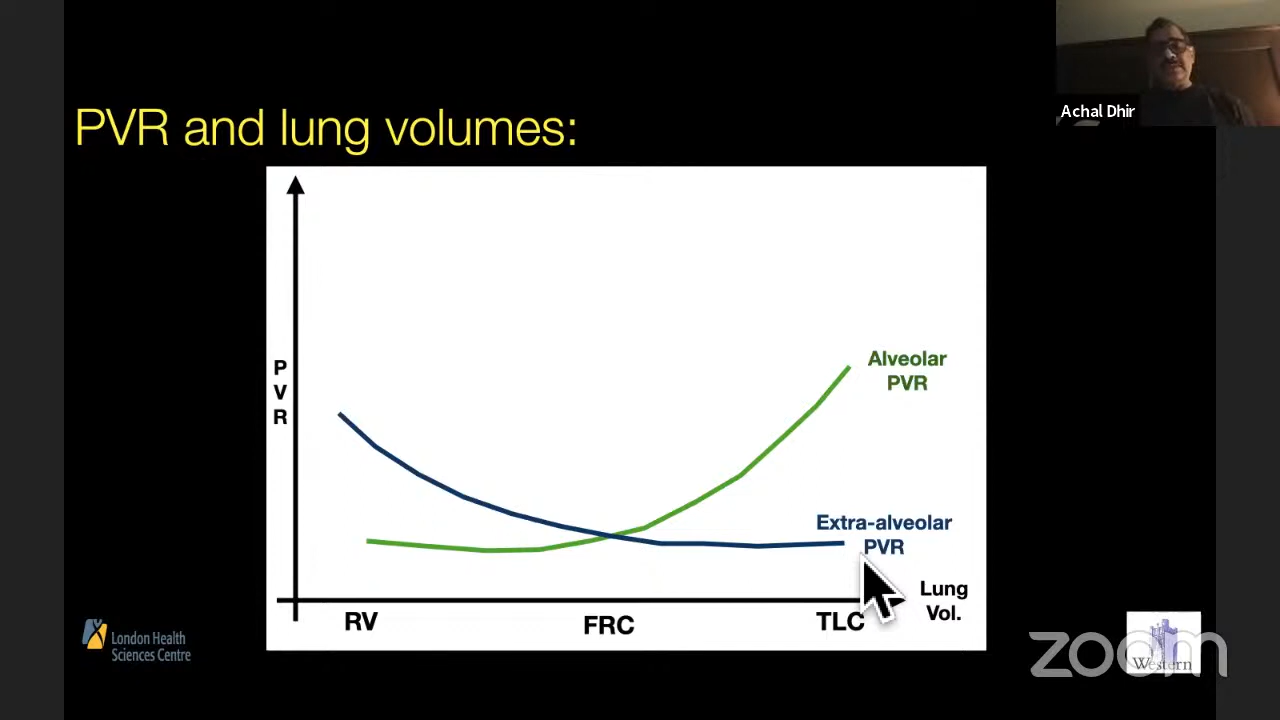 Achal Dhir
PVR and lung volumes:
P
V
R
Alveolar
PVR
Extra-alveolar
PVR
Lung
Vol.
RV
FRC
TLC
London Health
Sciences Centre
Western
zoom